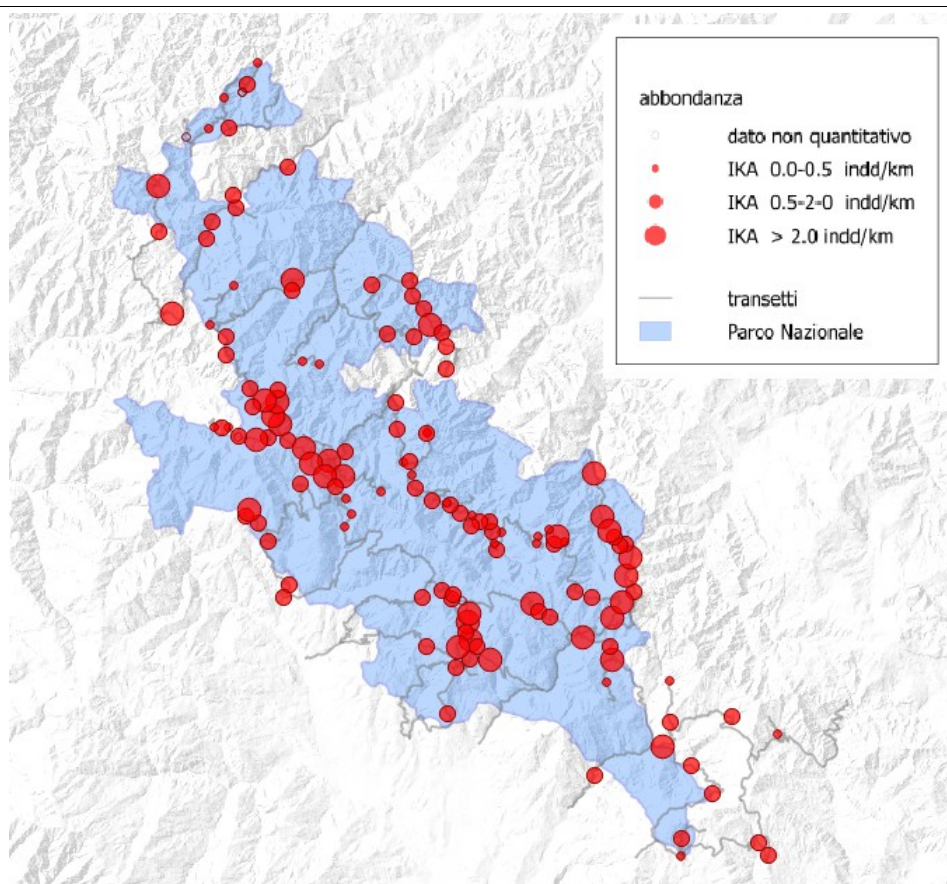 abbondanza
dato non quantitativo
IKA 0.0-0.5 indd/km
IKA 0.5-2-0 indd/km
IKA > 2.0 indd/km
transetti
Parco Nazionale